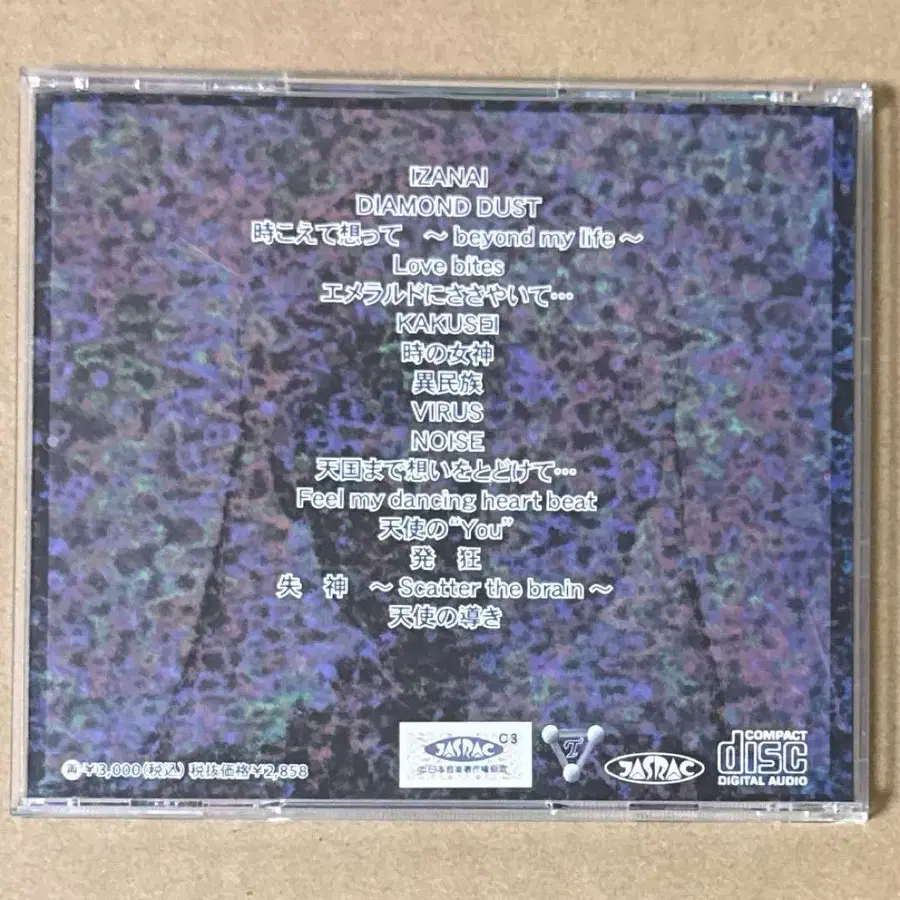 IZANAI
DIAMOND DUST
時こえて想って ～ beyond my life ～
Love bites
エメラルドにささやいて…
KAKUSEI
時の女神
異民族
VIRUS
NOISE
天国まで想いをとどけて…
Feel my dancing heart beat
天使の“You”
発 狂
失 神 ～ Scatter the brain ～
天使の導き
C3
JASRAC
T
JASRAC
COMPACT
disc
DIGITAL AUDIO
¥3,000(税込) 税抜価格¥2,858